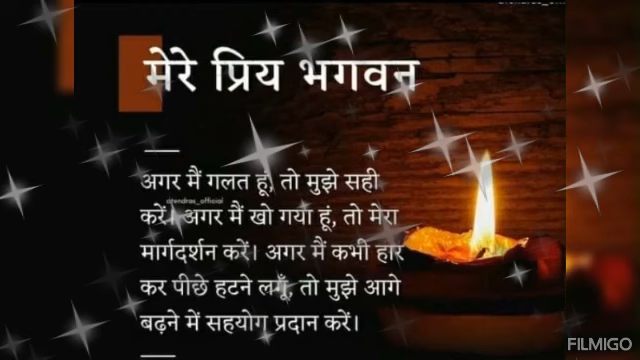 मेरे प्रिय भगवन
अगर मैं गलत हूं, तो मुझे सही
jitendras_official
करें। अगर मैं खो गया हूं, तो मेरा
मार्गदर्शन करें। अगर मैं कभी हार
कर पीछे हटने लगूँ, तो मुझे आगे
बढ़ने में सहयोग प्रदान करें।
FILMIGO